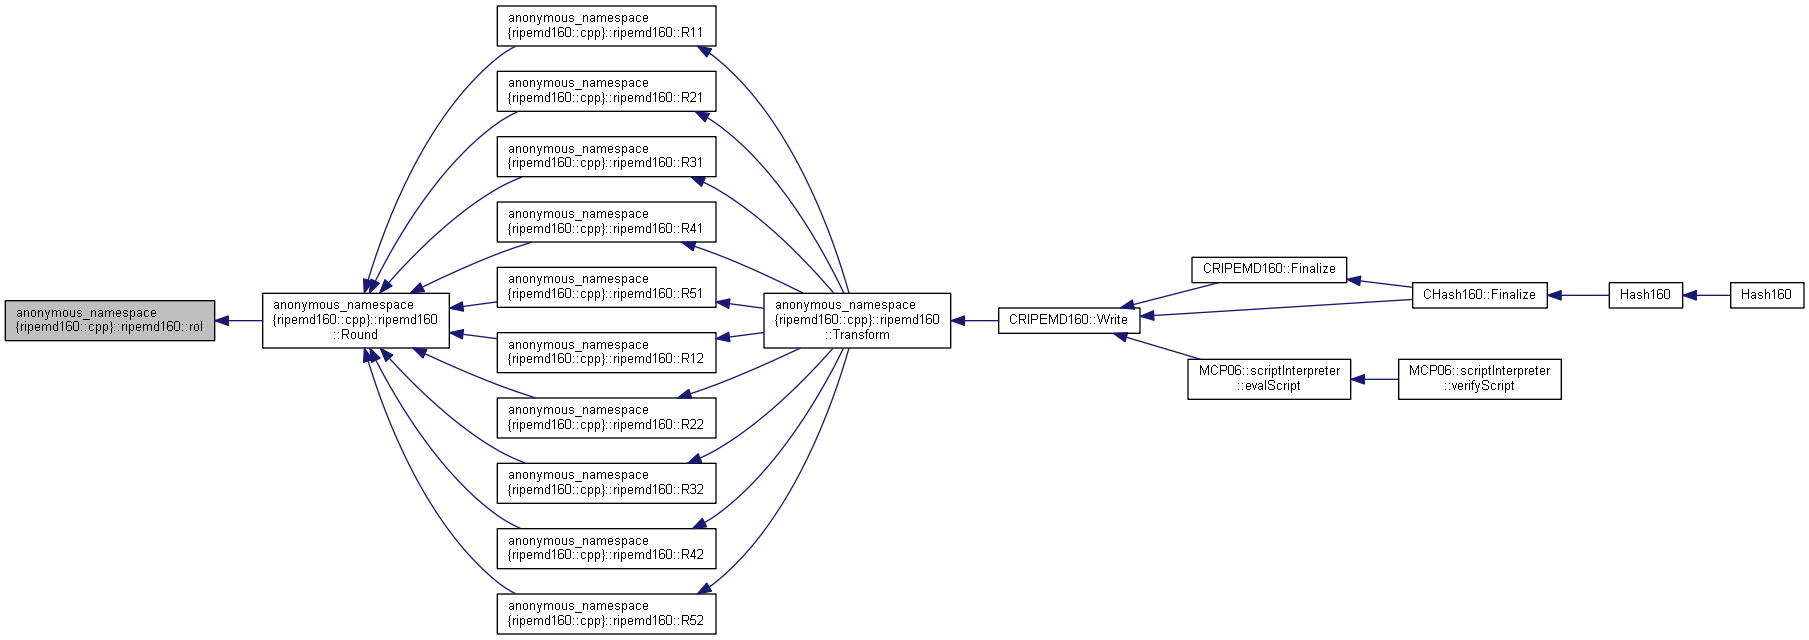 anonymous_namespace
{ripemd160::cpp}::ripemd160::rol
anonymous_namespace
{ripemd160::cpp}::ripemd160
::Round
anonymous_namespace
{ripemd160::cpp}::ripemd160::R11
anonymous_namespace
{ripemd160::cpp}::ripemd160::R21
anonymous_namespace
{ripemd160::cpp}::ripemd160::R31
anonymous_namespace
{ripemd160::cpp}::ripemd160::R41
anonymous_namespace
{ripemd160::cpp}::ripemd160::R51
anonymous_namespace
{ripemd160::cpp}::ripemd160::R12
anonymous_namespace
{ripemd160::cpp}::ripemd160::R22
anonymous_namespace
{ripemd160::cpp}::ripemd160::R32
anonymous_namespace
{ripemd160::cpp}::ripemd160::R42
anonymous_namespace
{ripemd160::cpp}::ripemd160::R52
anonymous_namespace
{ripemd160::cpp}::ripemd160
::Transform
CRIPEMD160::Write
CRIPEMD160::Finalize
CHash160::Finalize
Hash160
Hash160
MCP06::scriptInterpreter
::evalScript
MCP06::scriptInterpreter
::verifyScript